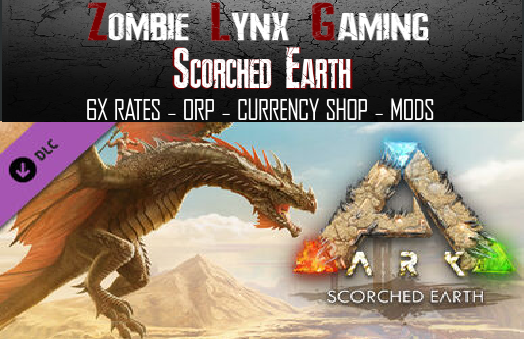 Zombie Lynx Gaming
Scorched Earth
6X RATES - ORP - CURRENCY SHOP - MODS
DLC
ARK
SCORCHED EARTH